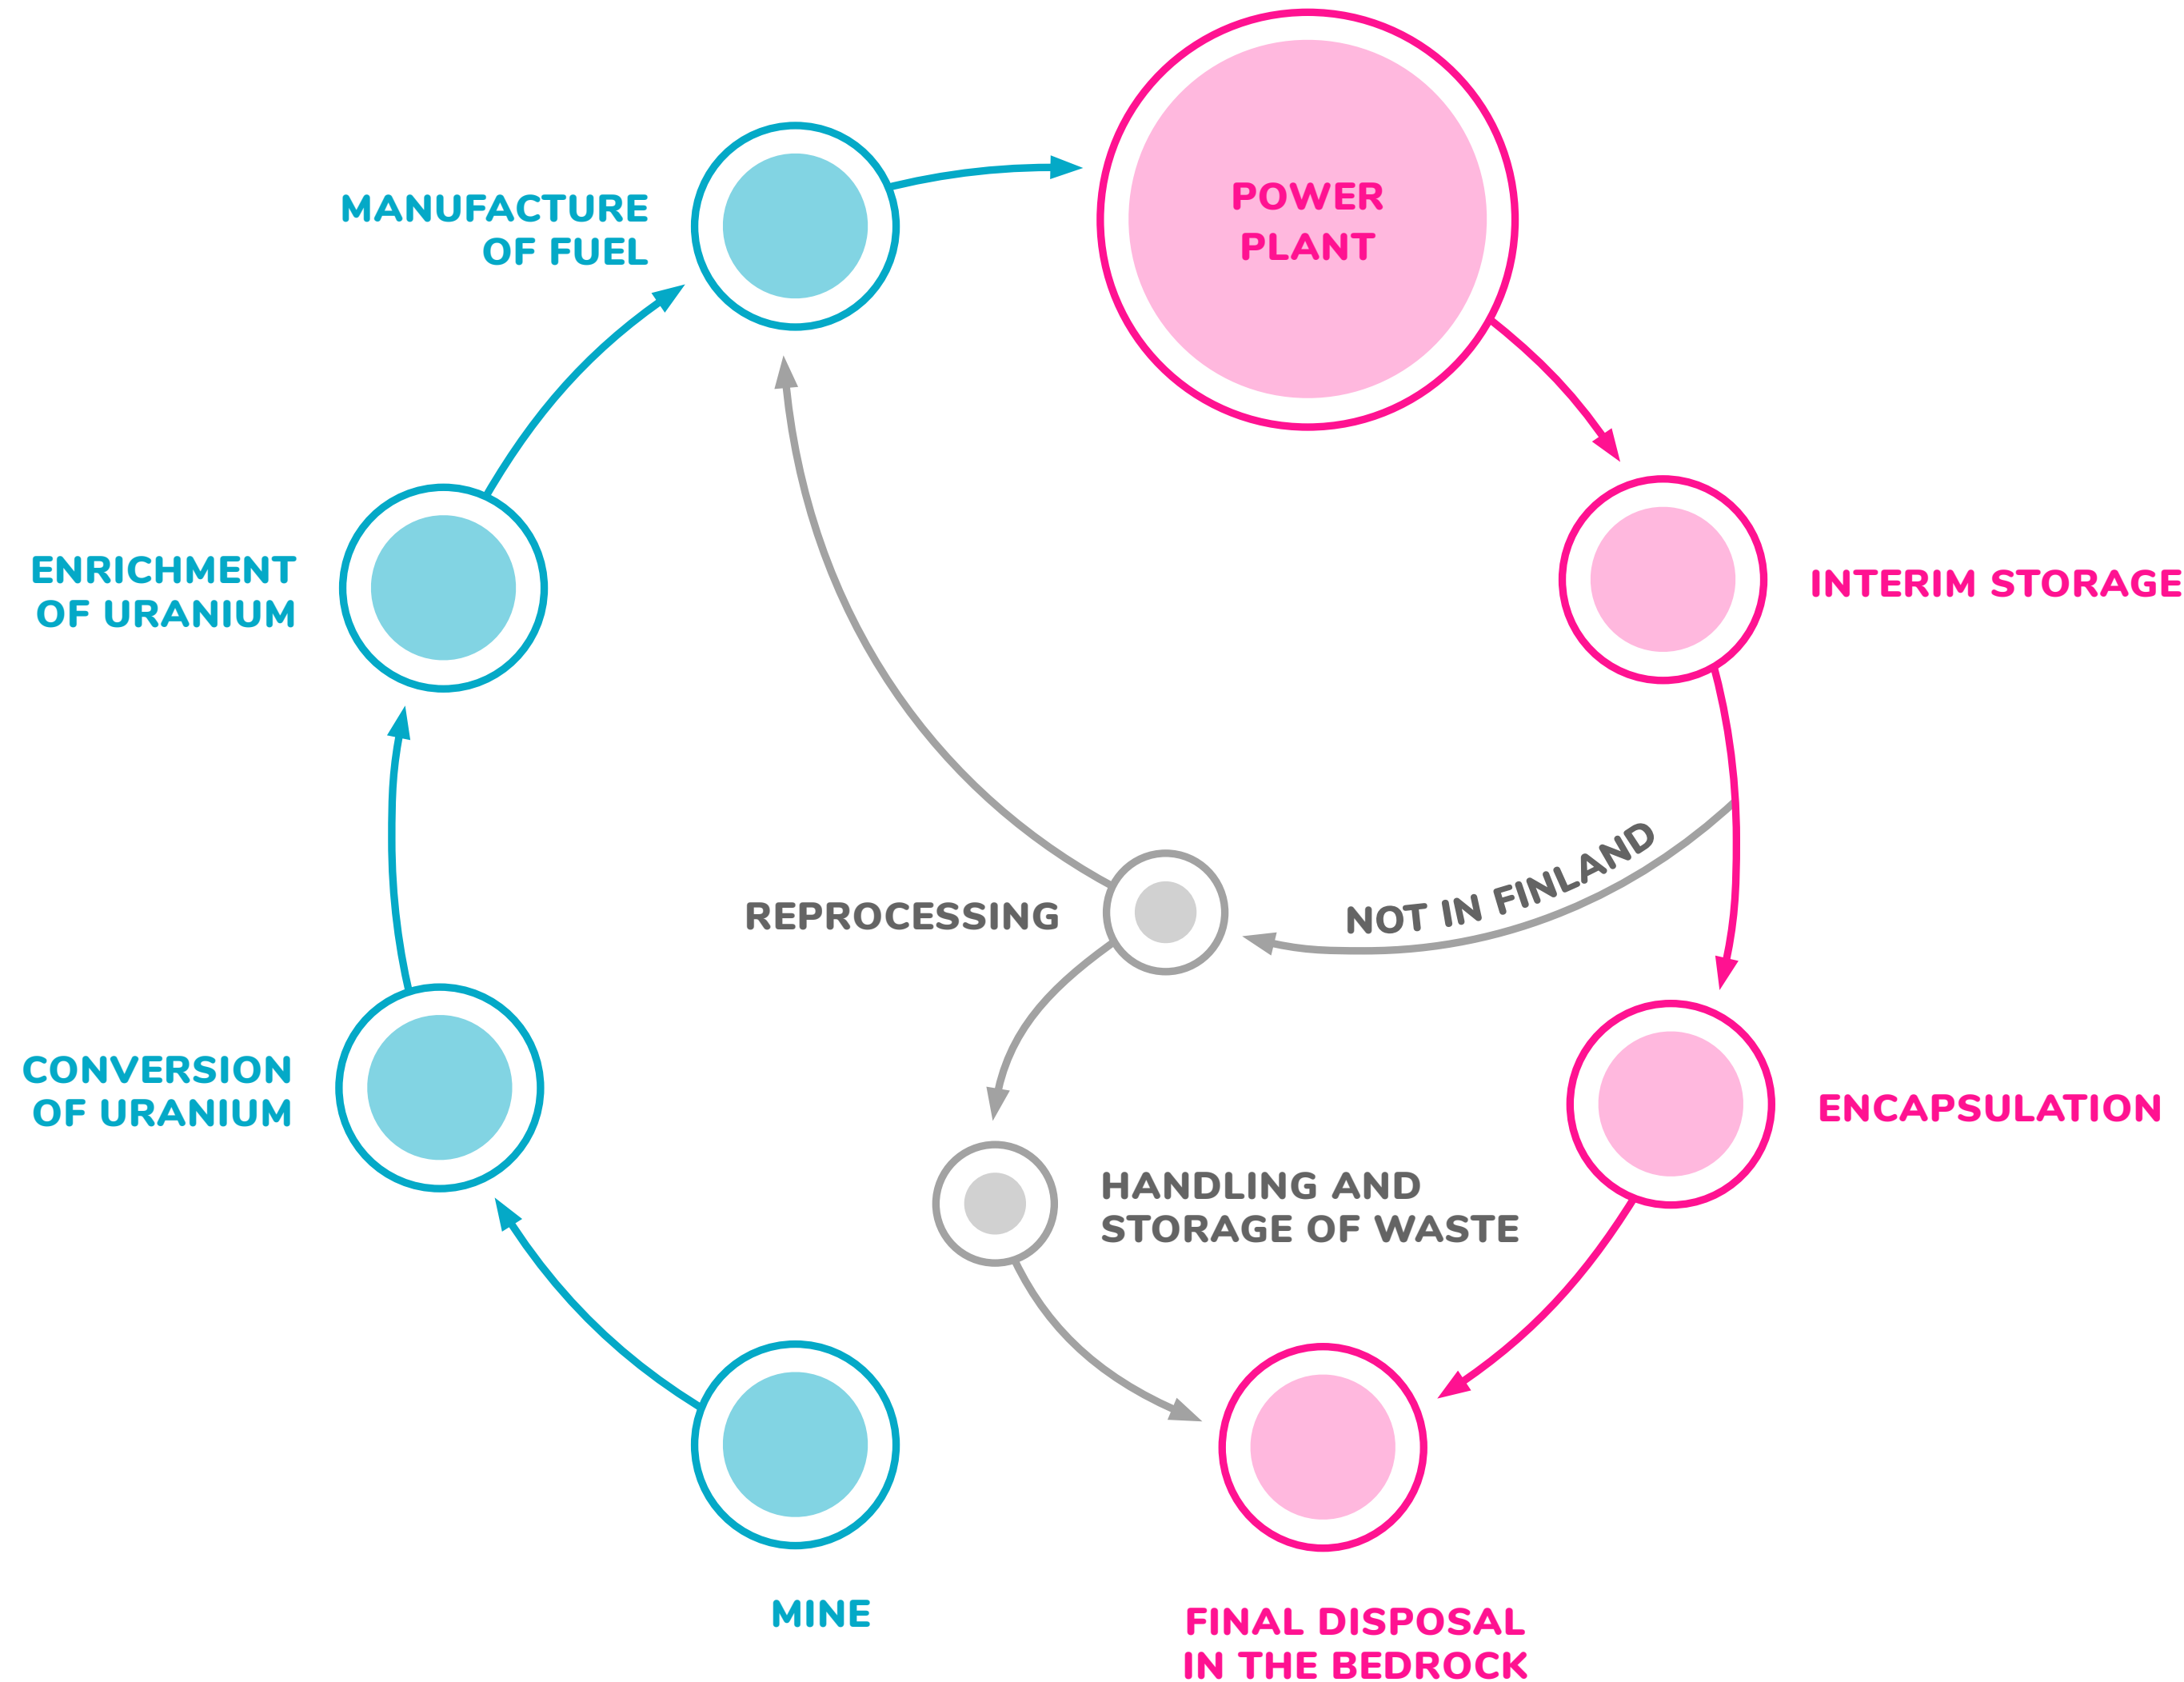 POWER
PLANT
MANUFACTURE
OF FUEL
ENRICHMENT
OF URANIUM
INTERIM STORAGE
NOT IN FINLAND
REPROCESSING
CONVERSION
OF URANIUM
ENCAPSULATION
HANDLING AND
STORAGE OF WASTE
MINE
FINAL DISPOSAL
IN THE BEDROCK